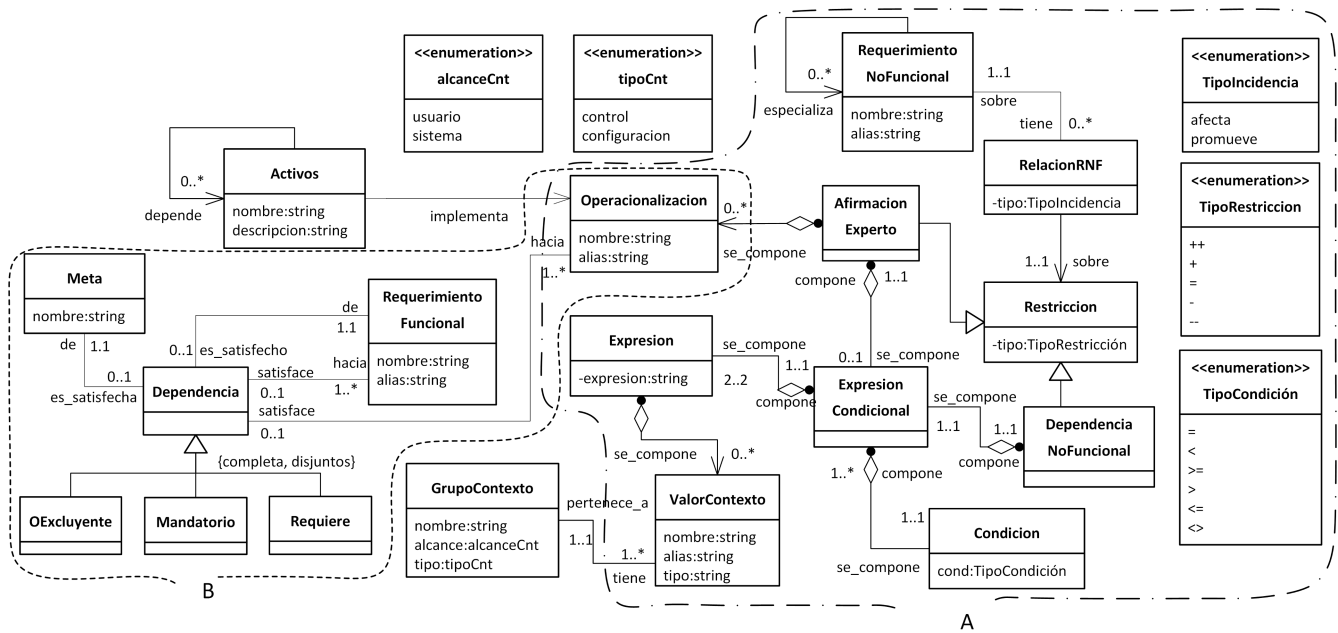 <<enumeration>>
alcanceCnt
usuario
sistema
<<enumeration>>
tipoCnt
control
configuracion
Requerimiento
NoFuncional
nombre:string
alias:string
0..*
especializa
1..1
sobre
tiene
0..*
<<enumeration>>
TipoIncidencia
afecta
promueve
RelacionRNF
-tipo:TipoIncidencia
Activos
nombre:string
descripcion:string
0..*
depende
implementa
Operacionalizacion
nombre:string
alias:string
hacia
1..*
0..*
se_compone
Afirmacion
Experto
compone
1..1
1..1
sobre
<<enumeration>>
TipoRestriccion
++
+
=
-
--
Restriccion
-tipo:TipoRestricción
Meta
nombre:string
de
1.1
0..1
es_satisfecha
Requerimiento
Funcional
nombre:string
alias:string
de
1.1
0..1
es_satisfecho
hacia
1..*
satisface
0..1
satisface
0..1
Dependencia
{completa, disjuntos}
OExcluyente
Mandatorio
Requiere
B
Expresion
-expresion:string
se_compone
2..2
1..1
compone
0..1
se_compone
Expresion
Condicional
se_compone
1..1
1..1
compone
Dependencia
NoFuncional
<<enumeration>>
TipoCondición
=
<
>=
>
<=
<>
se_compone
0..*
GrupoContexto
nombre:string
alcance:alcanceCnt
tipo:tipoCnt
pertenece_a
1..1
1..*
tiene
ValorContexto
nombre:string
alias:string
tipo:string
1..*
compone
1..1
se_compone
Condicion
cond:TipoCondición
A